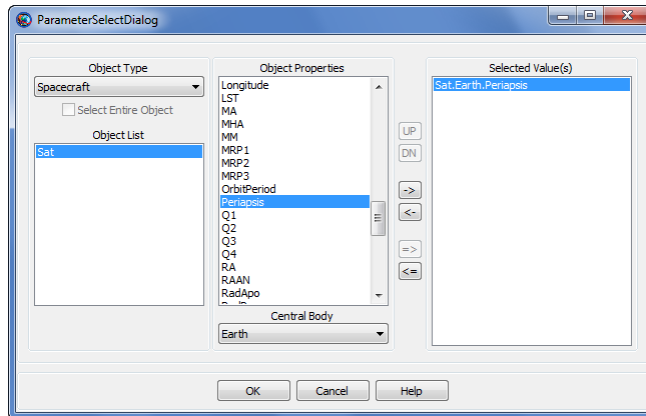 ParameterSelectDialog
Object Type
Spacecraft
Select Entire Object
Object List
Sat
Object Properties
Longitude
LST
MA
MHA
MM
MRP1
MRP2
MRP3
OrbitPeriod
Periapsis
Q1
Q2
Q3
Q4
RA
RAAN
RadApo
Central Body
Earth
UP
DN
->
<-
=>
<=
Selected Value(s)
Sat.Earth.Periapsis
OK
Cancel
Help